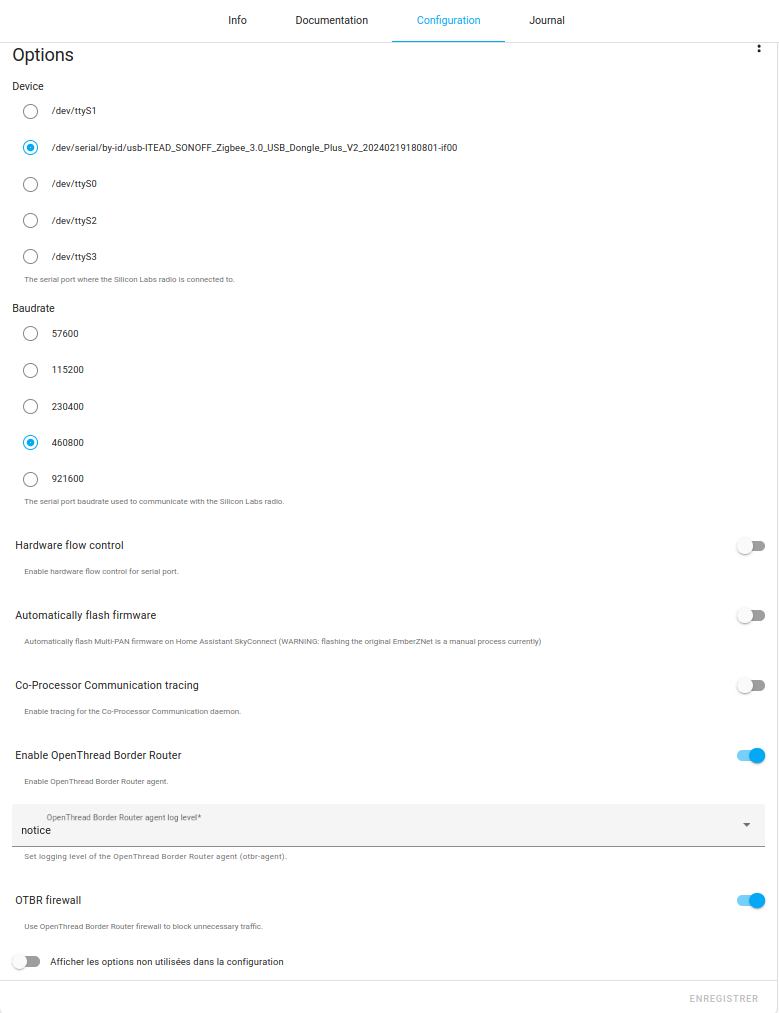 Info Documentation Configuration Journal
Options
Device
/dev/ttyS1
/dev/serial/by-id/usb-ITEAD_SONOFF_Zigbee_3.0_USB_Dongle_Plus_V2_20240219180801-if00
/dev/ttyS0
/dev/ttyS2
/dev/ttyS3
The serial port where the Silicon Labs radio is connected to.
Baudrate
57600
115200
230400
460800
921600
The serial port baudrate used to communicate with the Silicon Labs radio.
Hardware flow control
Enable hardware flow control for serial port.
Automatically flash firmware
Automatically flash Multi-PAN firmware on Home Assistant SkyConnect (WARNING: flashing the original EmberZNet is a manual process currently)
Co-Processor Communication tracing
Enable tracing for the Co-Processor Communication daemon.
Enable OpenThread Border Router
Enable OpenThread Border Router agent.
OpenThread Border Router agent log level*
notice
Set logging level of the OpenThread Border Router agent (otbr-agent).
OTBR firewall
Use OpenThread Border Router firewall to block unnecessary traffic.
Afficher les options non utilisées dans la configuration
ENREGISTRER